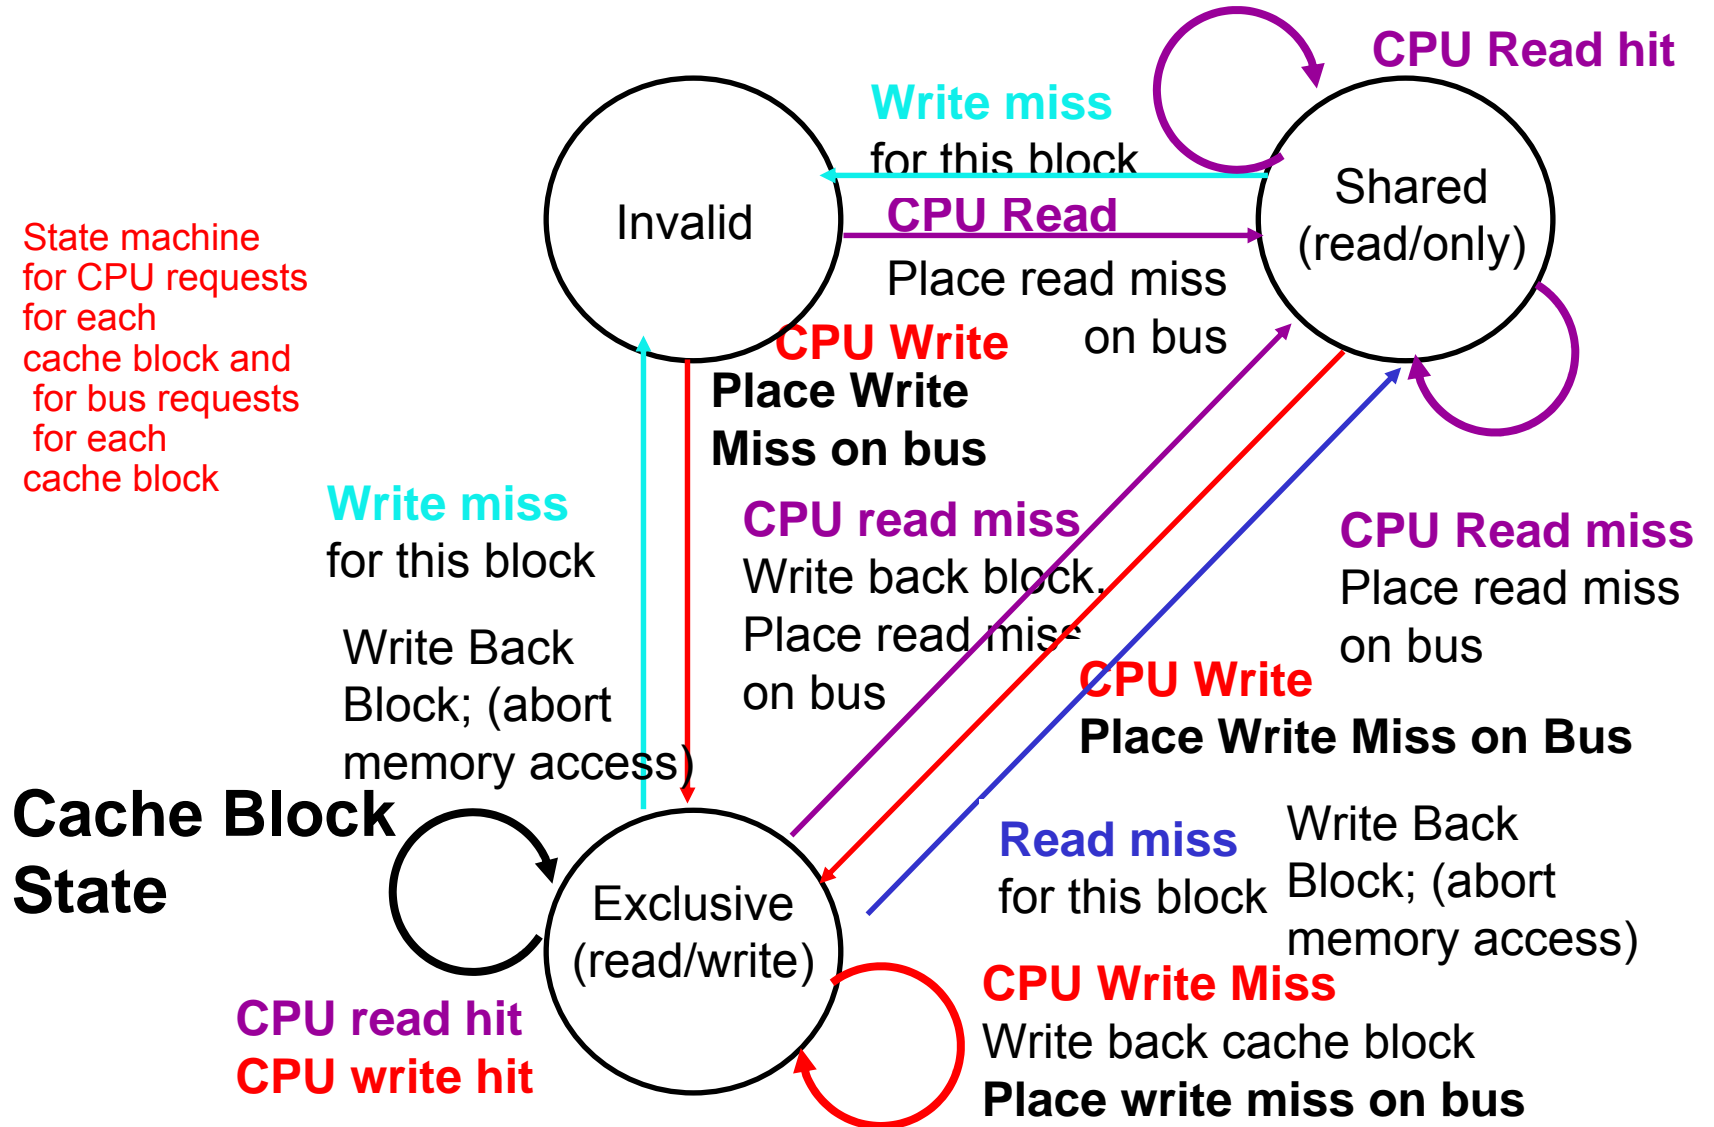 CPU Read hit
Write miss
for this block
Invalid
Shared
(read/only)
CPU Read
Place read miss
on bus
State machine
for CPU requests
for each
cache block and
for bus requests
for each
cache block
CPU Write
Place Write
Miss on bus
Write miss
for this block
Write Back
Block; (abort
memory access)
CPU read miss
Write back block,
Place read miss
on bus
CPU Read miss
Place read miss
on bus
CPU Write
Place Write Miss on Bus
Cache Block
State
Read miss
for this block
Write Back
Block; (abort
memory access)
Exclusive
(read/write)
CPU read hit
CPU write hit
CPU Write Miss
Write back cache block
Place write miss on bus